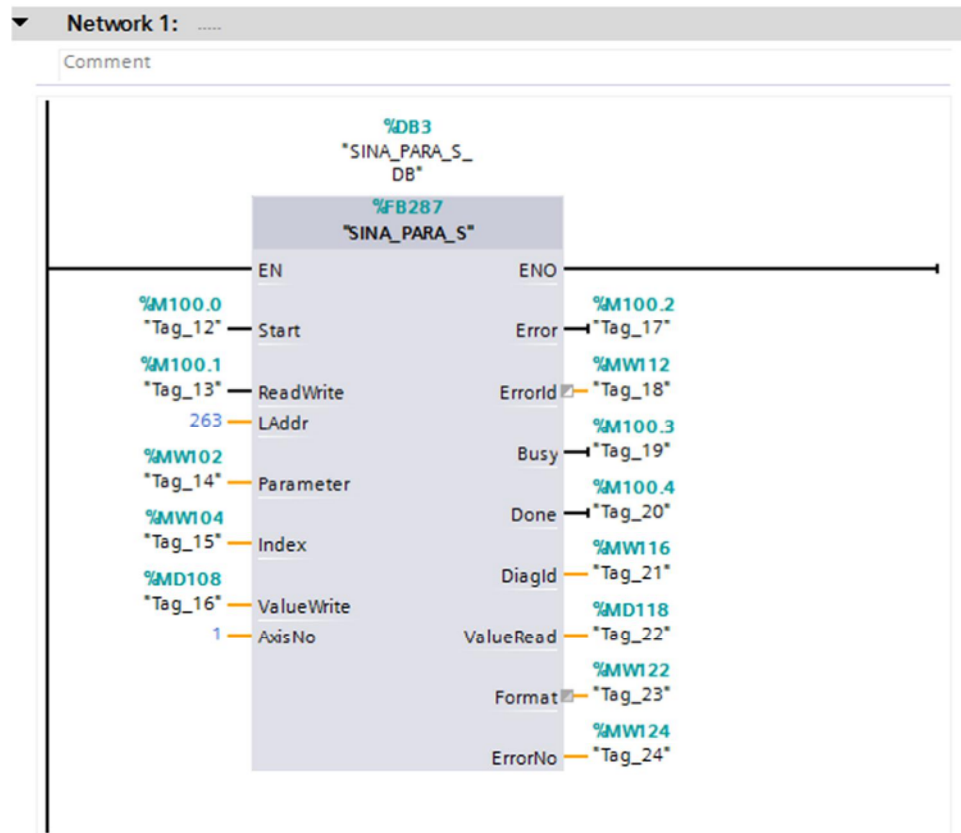 Network 1: .....
Comment
%DB3
"SINA_PARA_S_
DB"
%FB287
"SINA_PARA_S"
EN ENO
%M100.0 %M100.2
"Tag_12" Start Error "Tag_17"
%M100.1 %MW112
"Tag_13" ReadWrite ErrorId "Tag_18"
263 LAddr
%M100.3
Busy "Tag_19"
%MW102
"Tag_14" Parameter
%M100.4
Done "Tag_20"
%MW104
"Tag_15" Index
%MW116
DiagId "Tag_21"
%MD108
"Tag_16" ValueWrite
%MD118
1 AxisNo ValueRead "Tag_22"
%MW122
Format "Tag_23"
%MW124
ErrorNo "Tag_24"